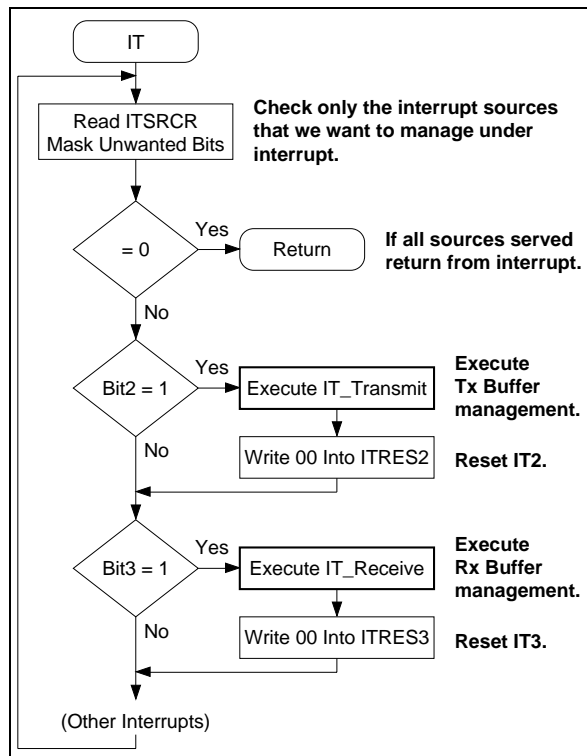 IT
Read ITSRCR
Mask Unwanted Bits
Check only the interrupt sources
that we want to manage under
interrupt.
= 0
Yes
Return
If all sources served
return from interrupt.
No
Bit2 = 1
Yes
Execute IT_Transmit
Execute
Tx Buffer
management.
No
Write 00 Into ITRES2
Reset IT2.
Bit3 = 1
Yes
Execute IT_Receive
Execute
Rx Buffer
management.
No
Write 00 Into ITRES3
Reset IT3.
(Other Interrupts)